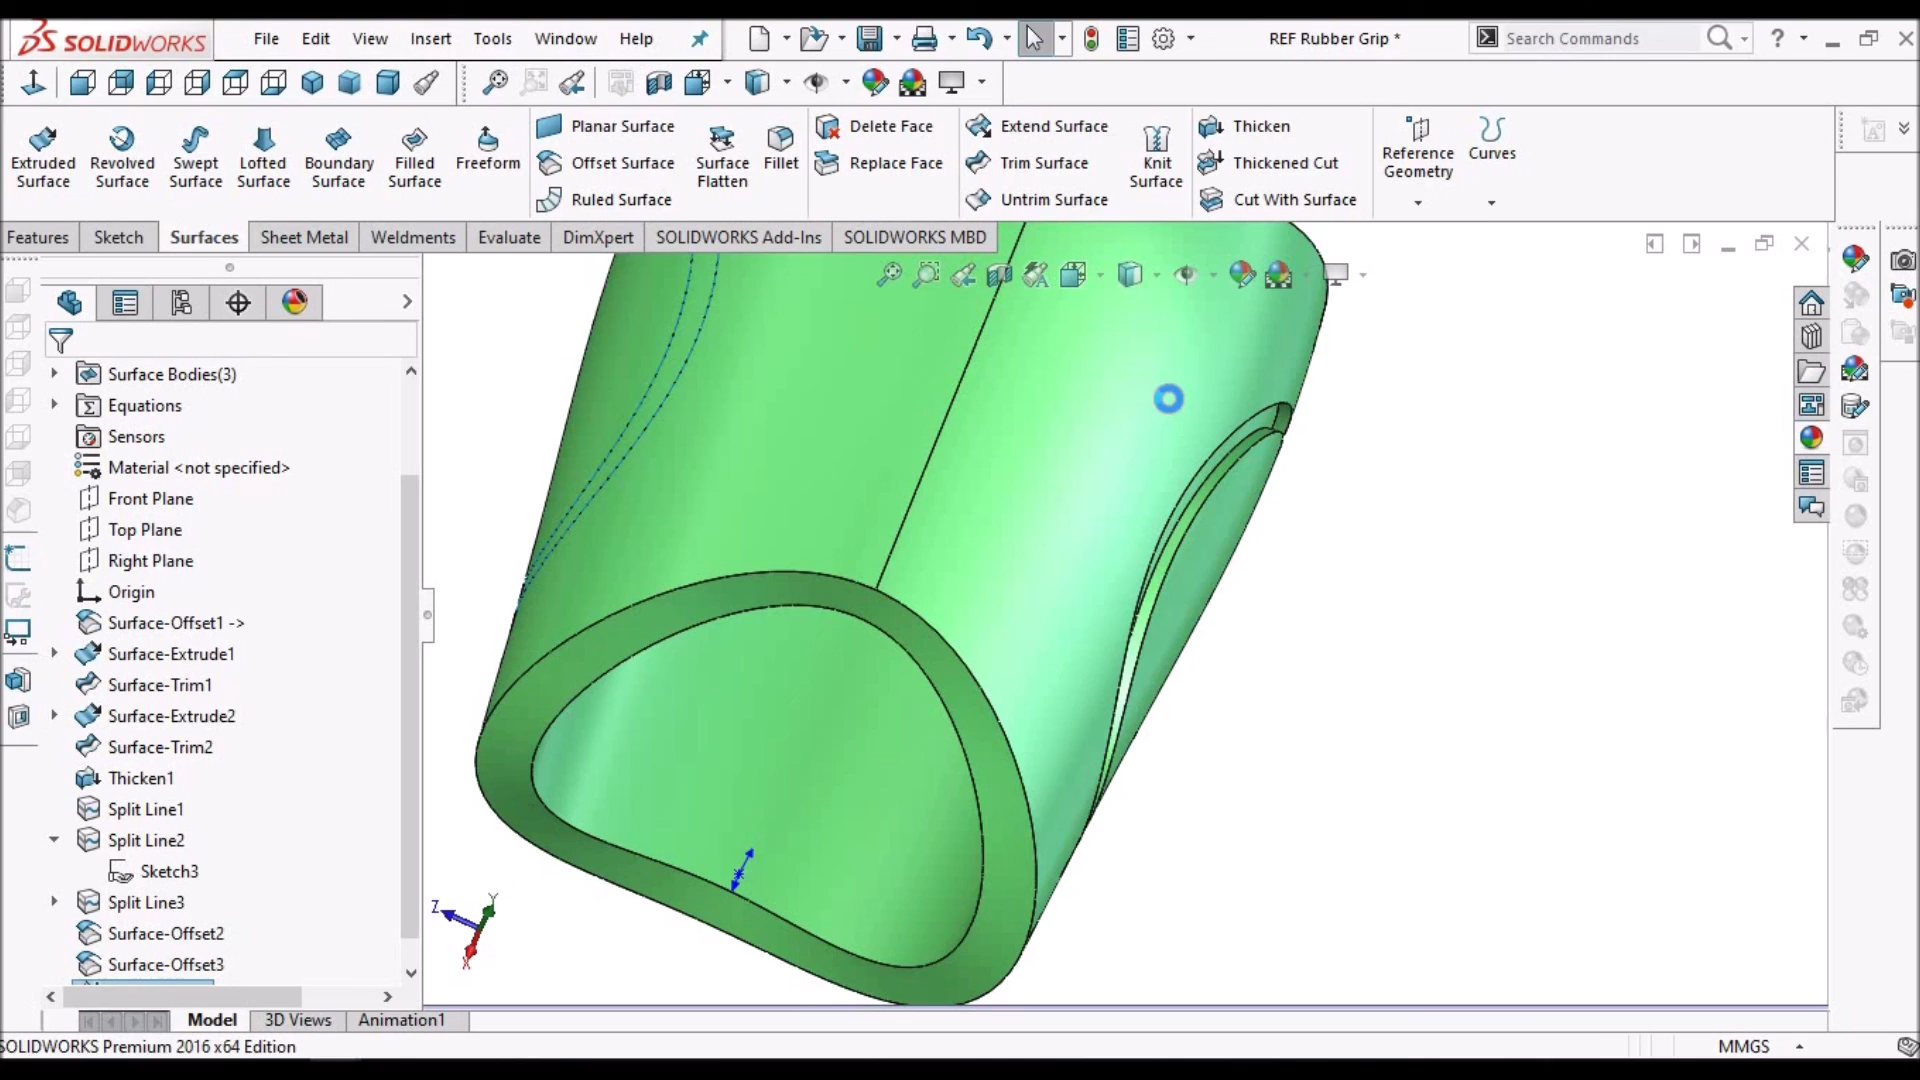 SOLIDWORKS
File Edit View Insert Tools Window Help
REF Rubber Grip *
Search Commands
?
Extruded Surface
Revolved Surface
Swept Surface
Lofted Surface
Boundary Surface
Filled Surface
Freeform
Planar Surface
Offset Surface
Ruled Surface
Surface Flatten
Fillet
Delete Face
Replace Face
Extend Surface
Trim Surface
Untrim Surface
Knit Surface
Thicken
Thickened Cut
Cut With Surface
Reference Geometry
Curves
Features Sketch Surfaces Sheet Metal Weldments Evaluate DimXpert SOLIDWORKS Add-Ins SOLIDWORKS MBD
Surface Bodies(3)
Equations
Sensors
Material <not specified>
Front Plane
Top Plane
Right Plane
Origin
Surface-Offset1 ->
Surface-Extrude1
Surface-Trim1
Surface-Extrude2
Surface-Trim2
Thicken1
Split Line1
Split Line2
Sketch3
Split Line3
Surface-Offset2
Surface-Offset3
Z
Y
X
Model 3D Views Animation1
SOLIDWORKS Premium 2016 x64 Edition
MMGS